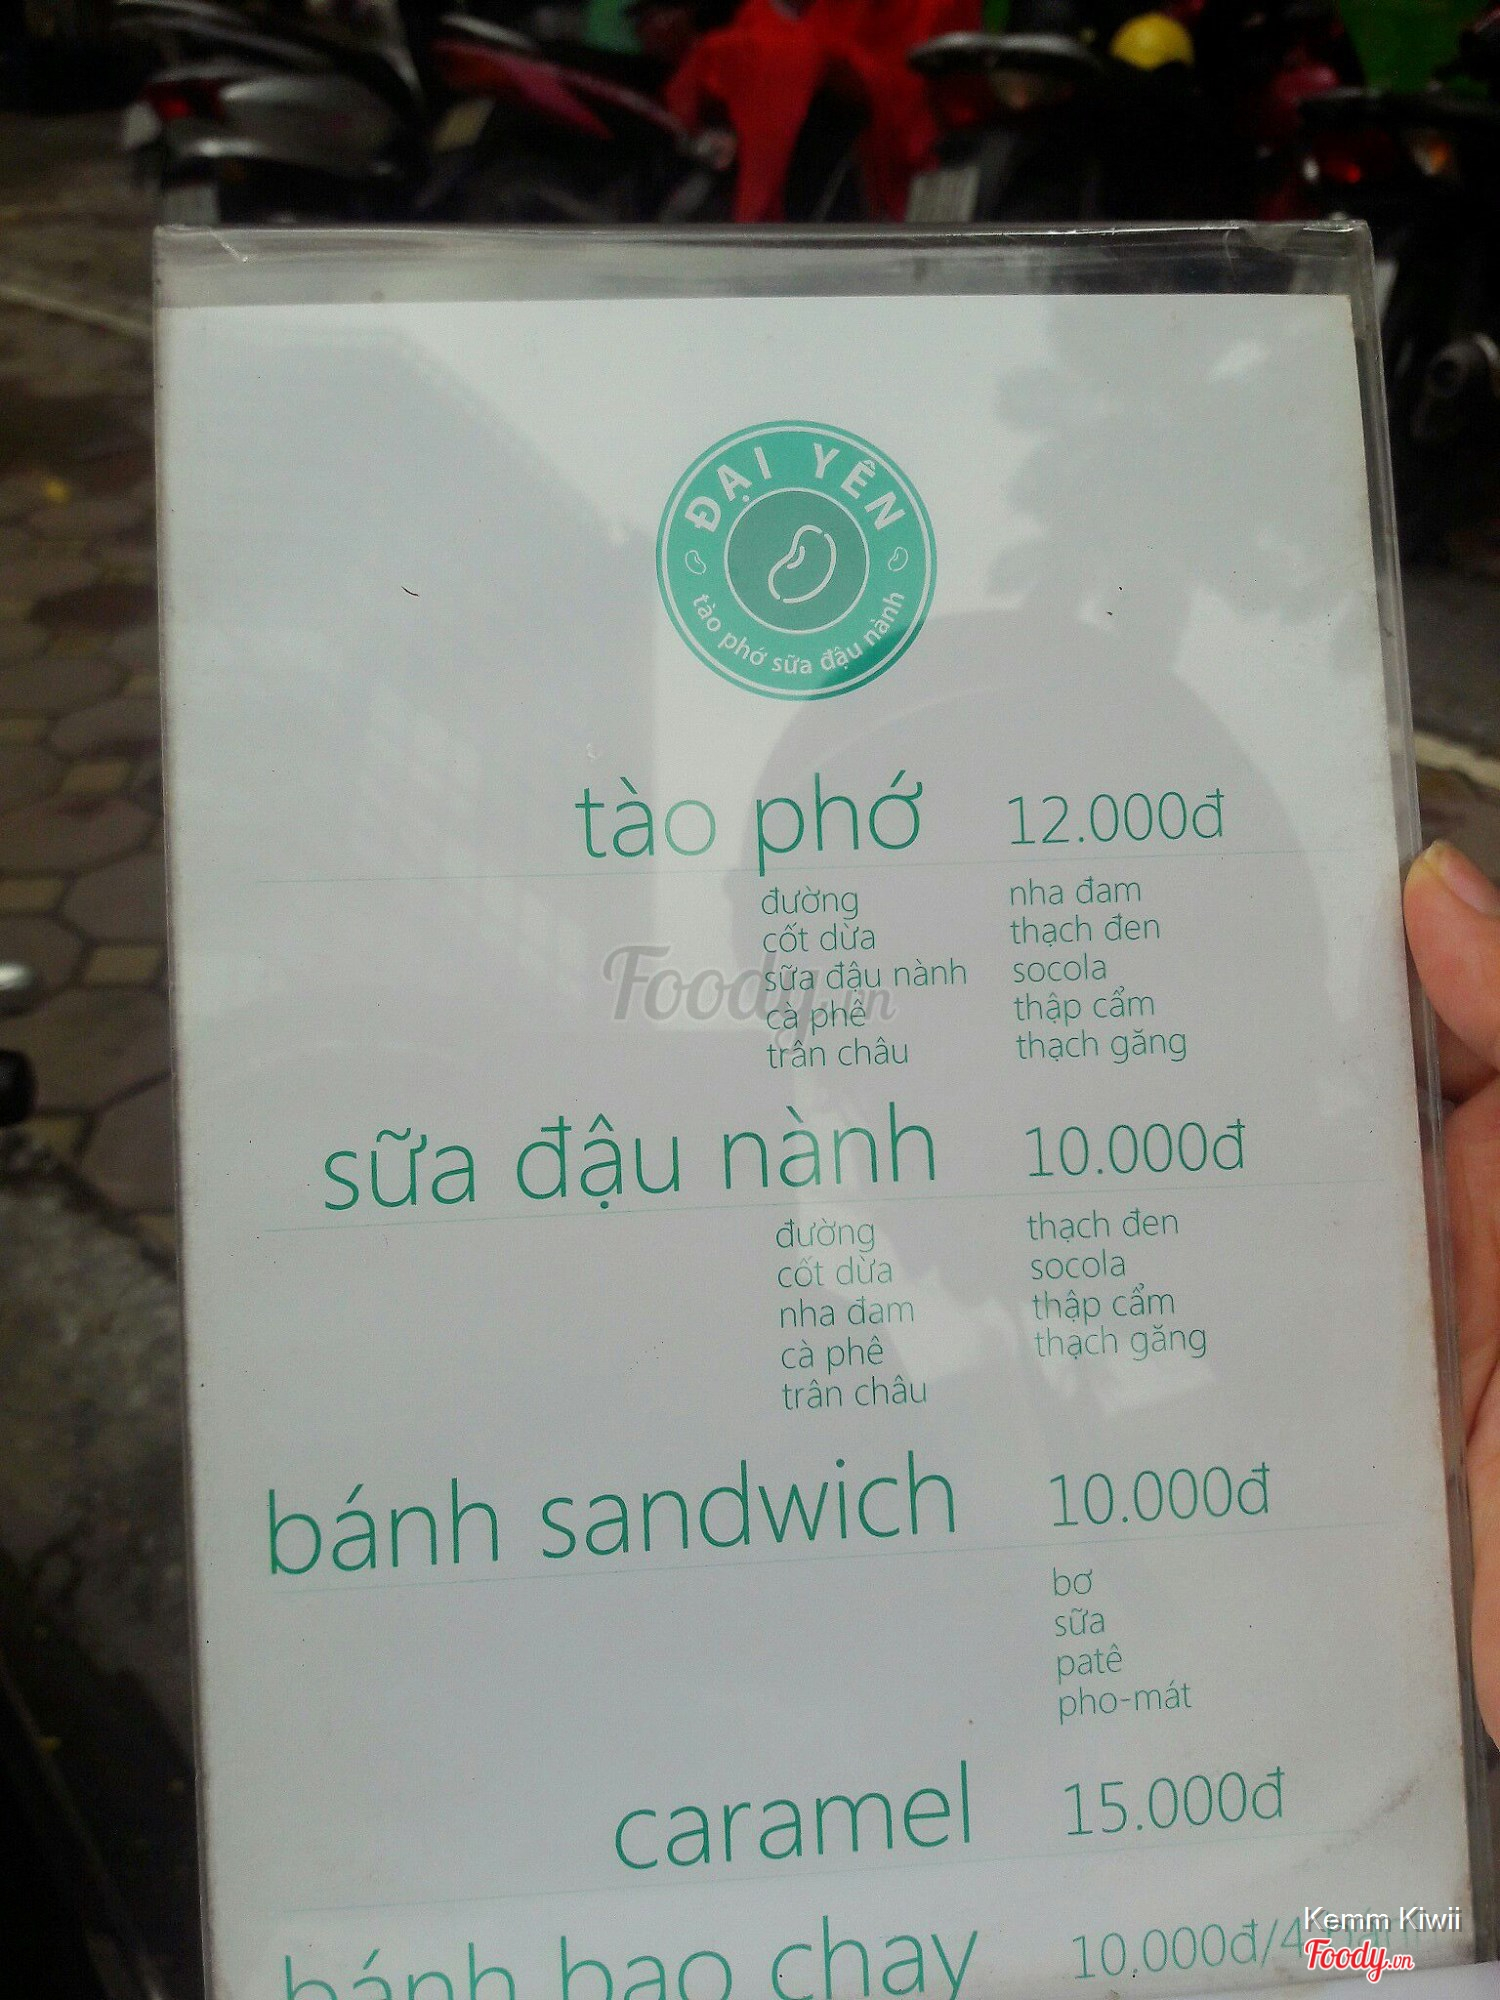 ĐẠI YÊN
tào phớ sữa đậu nành
tào phớ 12.000đ
đường nha đam
cốt dừa thạch đen
sữa đậu nành socola
cà phê thập cẩm
trân châu thạch găng
Foody.vn
sữa đậu nành 10.000đ
đường thạch đen
cốt dừa socola
nha đam thập cẩm
cà phê thạch găng
trân châu
bánh sandwich 10.000đ
bơ
sữa
patê
pho-mát
caramel 15.000đ
bánh bao chay 10.000đ/4
Kemm Kiwii
Foody.vn